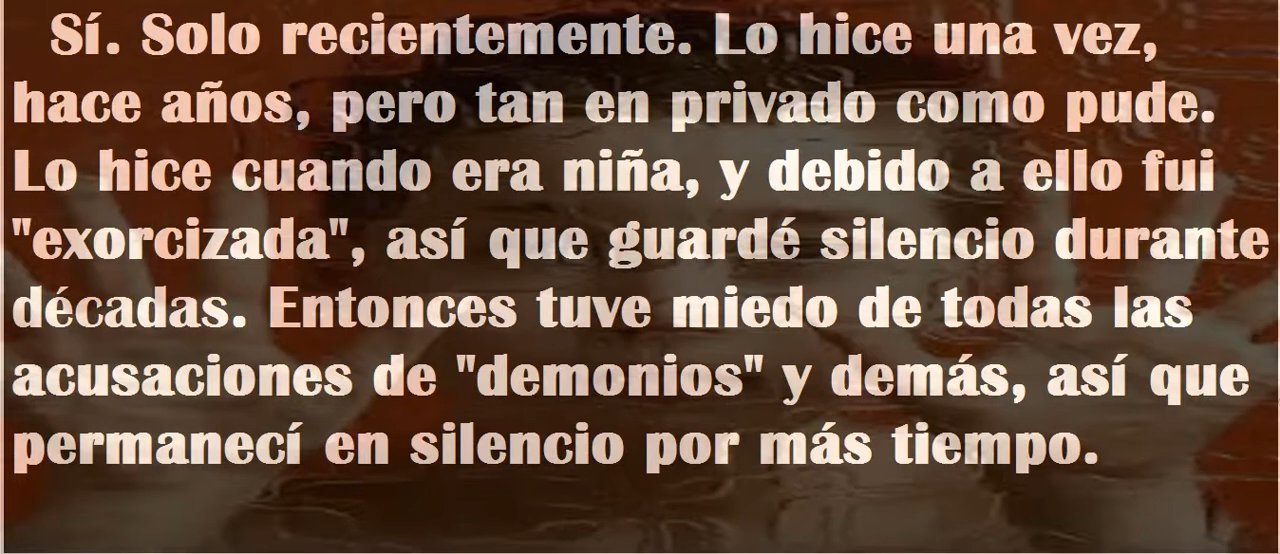 Sí. Solo recientemente. Lo hice una vez,
hace años, pero tan en privado como pude.
Lo hice cuando era niña, y debido a ello fui
"exorcizada", así que guardé silencio durante
décadas. Entonces tuve miedo de todas las
acusaciones de "demonios" y demás, así que
permanecí en silencio por más tiempo.